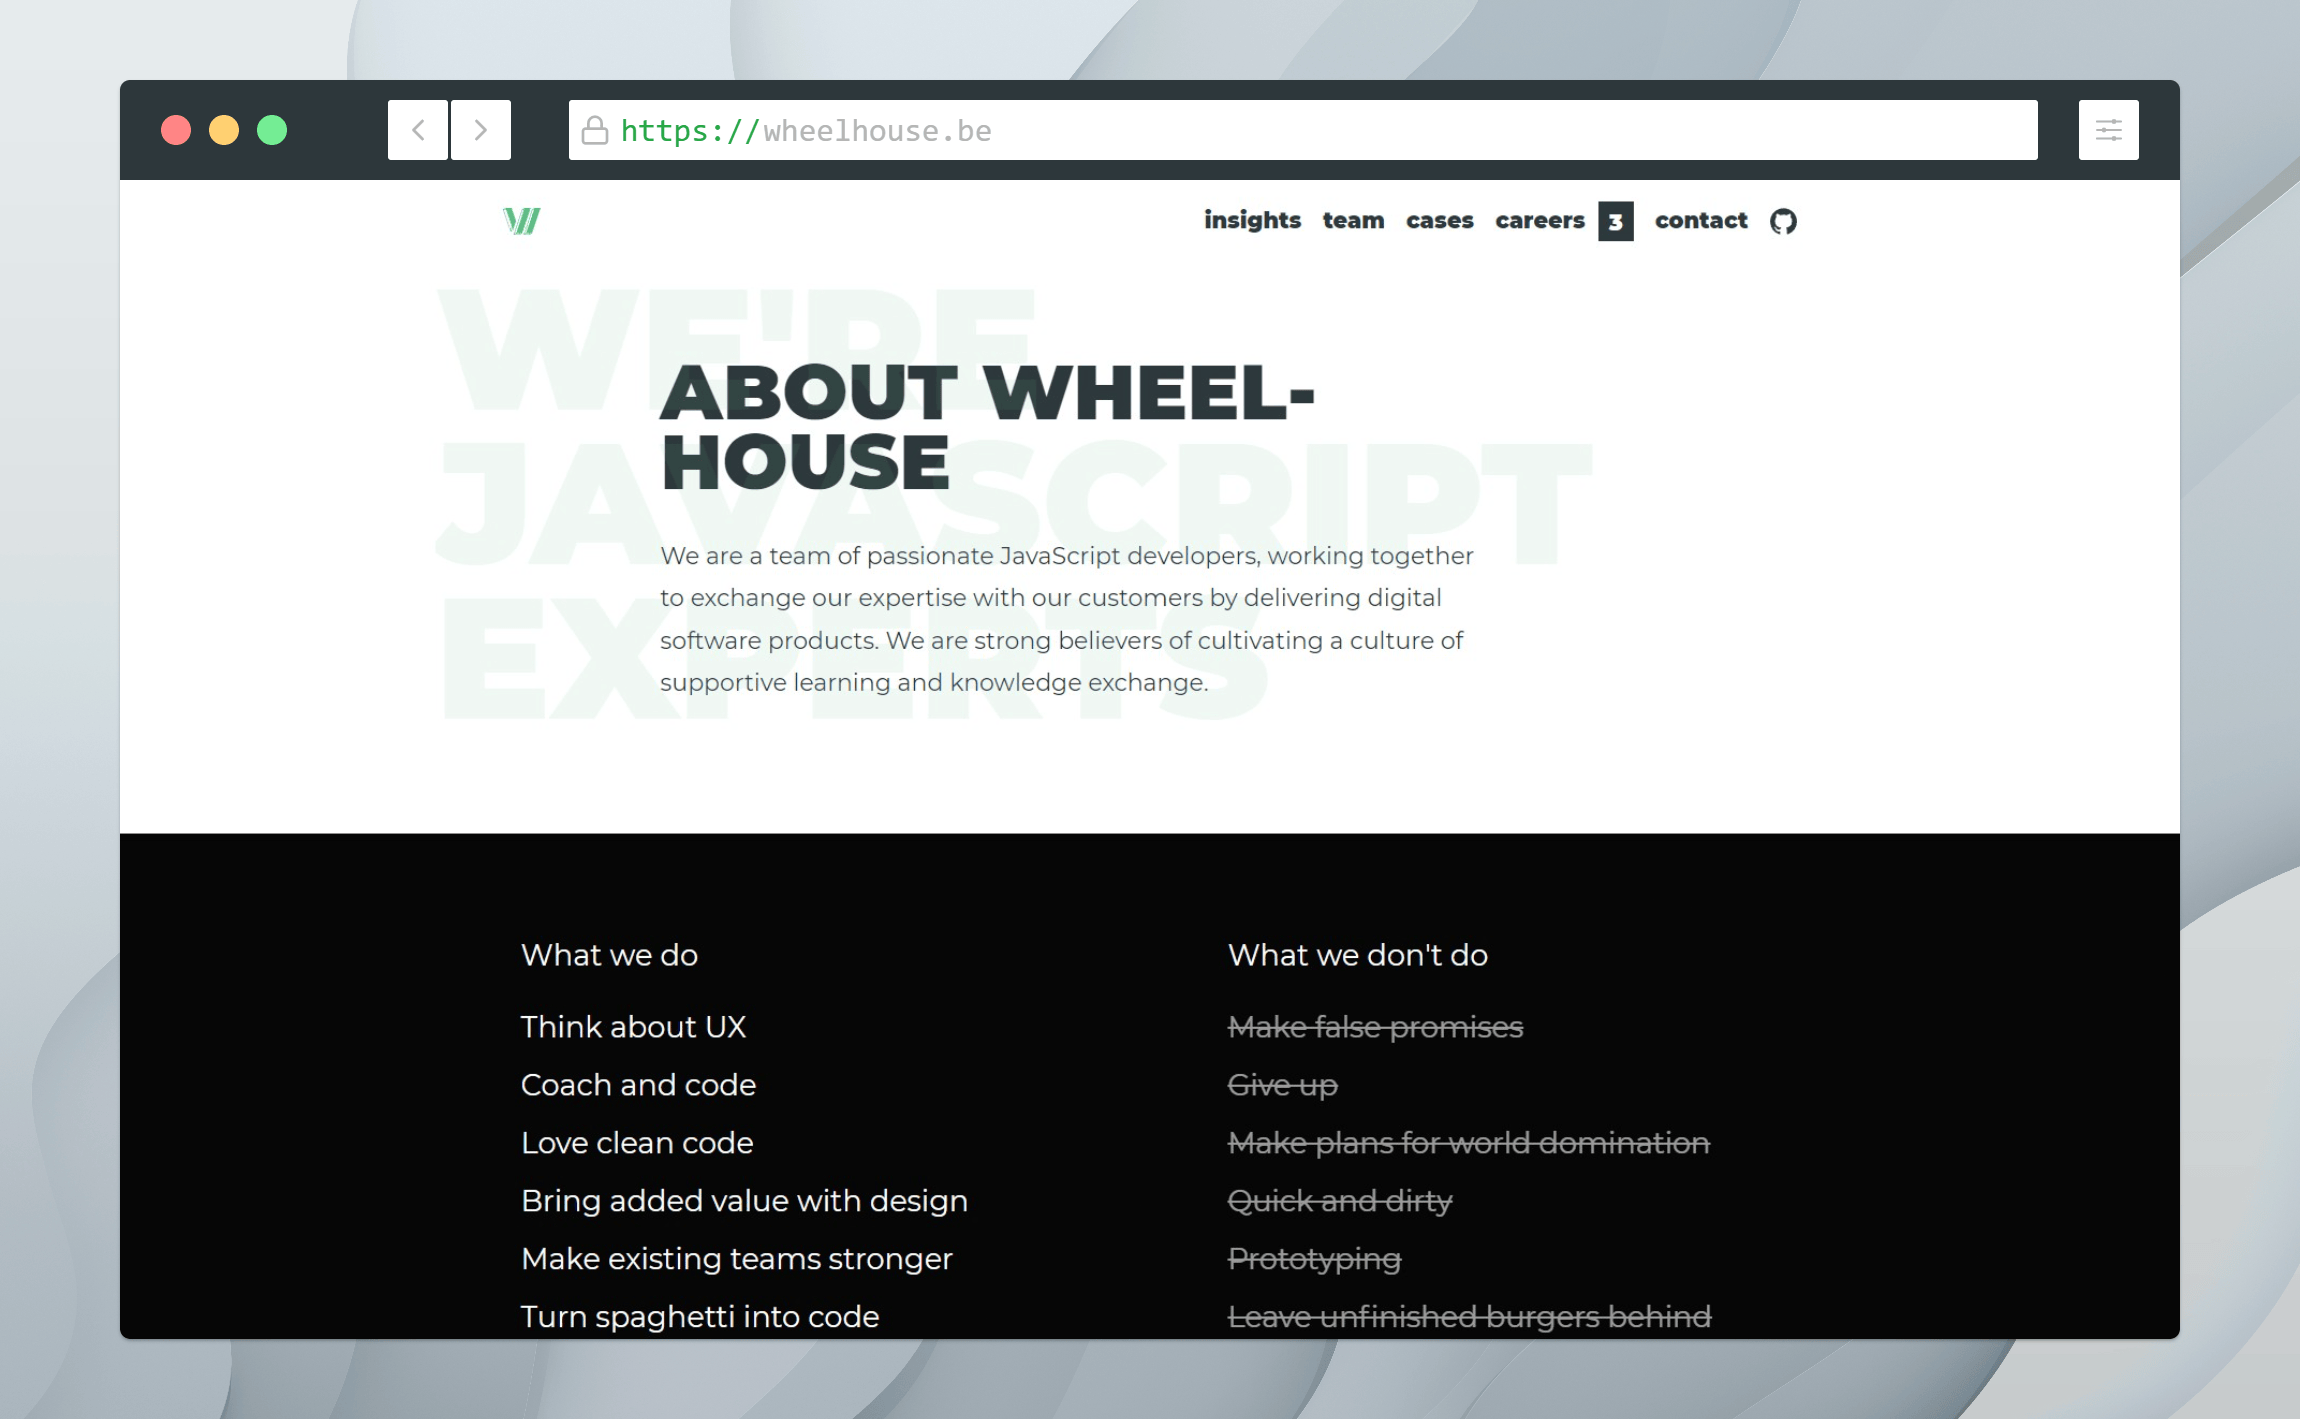 https://wheelhouse.be
insights team cases careers 3 contact
WE'RE
JAVASCRIPT
EXPERTS
ABOUT WHEEL-
HOUSE
We are a team of passionate JavaScript developers, working together
to exchange our expertise with our customers by delivering digital
software products. We are strong believers of cultivating a culture of
supportive learning and knowledge exchange.
What we do
Think about UX
Coach and code
Love clean code
Bring added value with design
Make existing teams stronger
Turn spaghetti into code
What we don't do
Make false promises
Give up
Make plans for world domination
Quick and dirty
Prototyping
Leave unfinished burgers behind